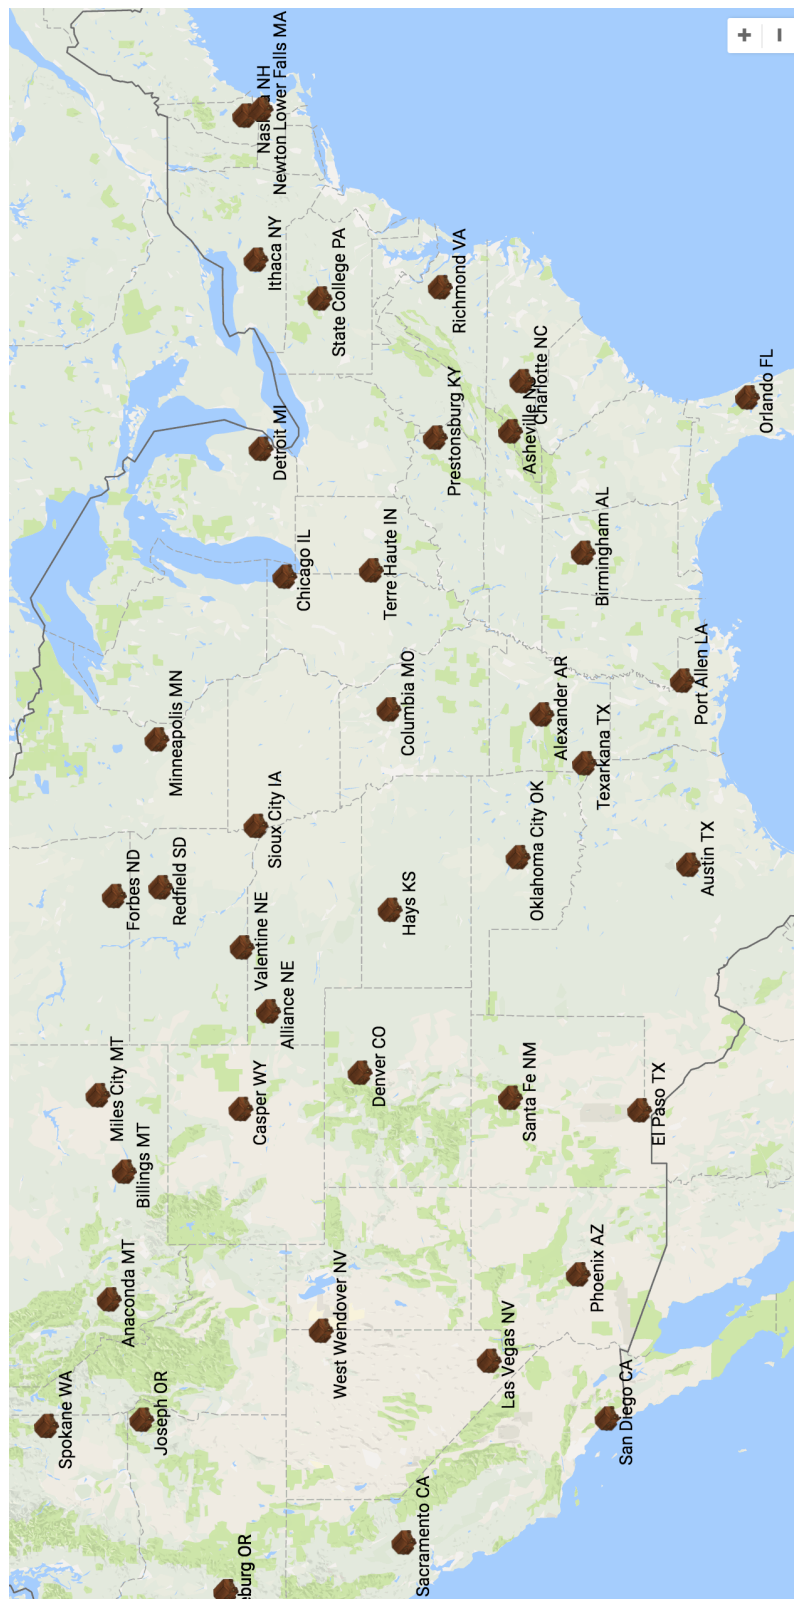 Spokane WA
Joseph OR
eburg OR
Sacramento CA
Anaconda MT
Billings MT
Miles City MT
West Wendover NV
Las Vegas NV
San Diego CA
Phoenix AZ
Casper WY
Denver CO
Santa Fe NM
El Paso TX
Forbes ND
Redfield SD
Valentine NE
Alliance NE
Sioux City IA
Hays KS
Oklahoma City OK
Austin TX
Minneapolis MN
Columbia MO
Alexander AR
Texarkana TX
Port Allen LA
Chicago IL
Terre Haute IN
Birmingham AL
Detroit MI
Prestonsburg KY
Asheville NC
Charlotte NC
Orlando FL
Ithaca NY
State College PA
Richmond VA
NH
Newton Lower Falls MA
+
−